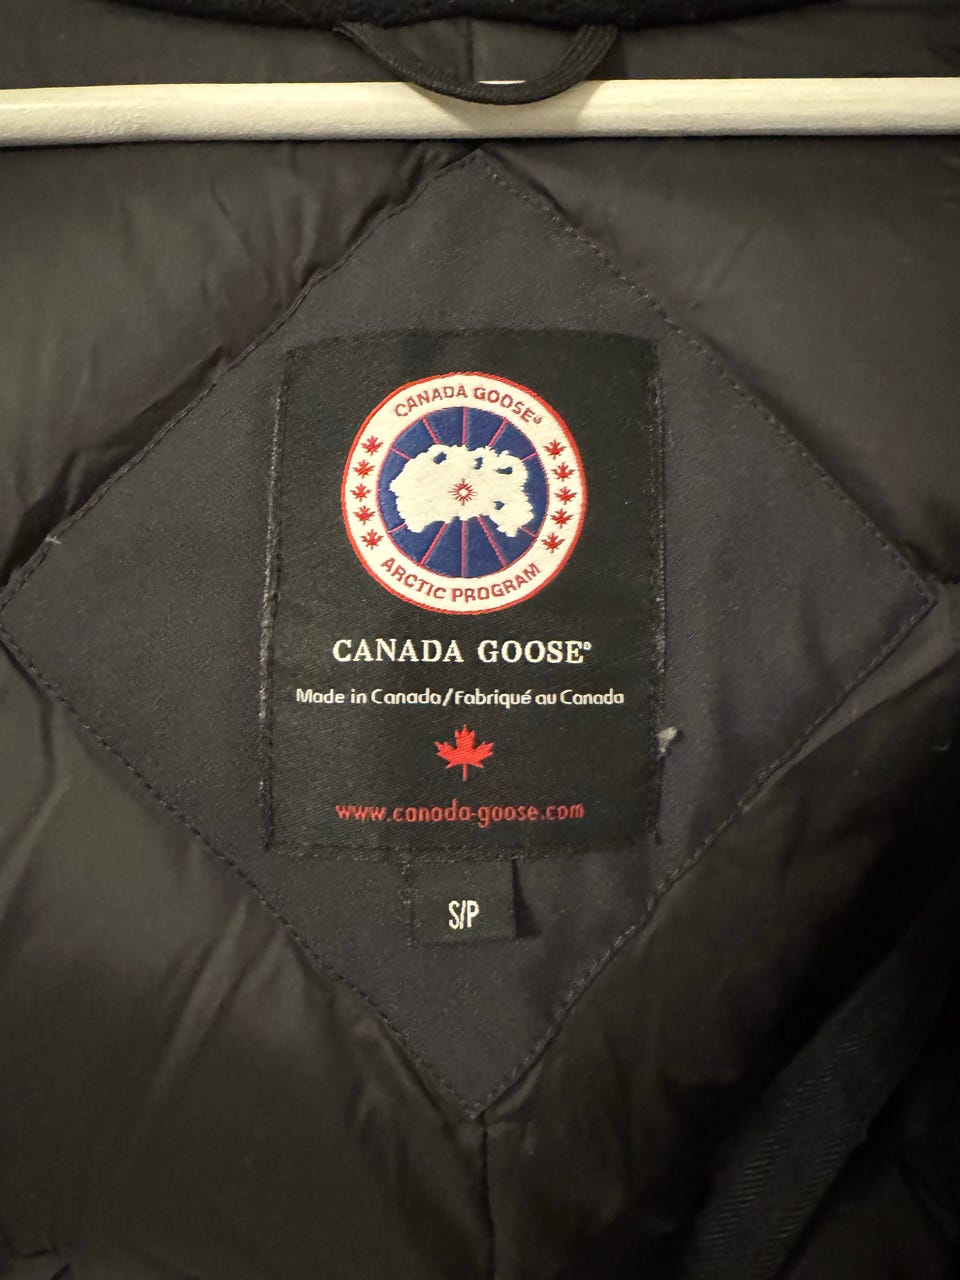 CANADA GOOSE®
ARCTIC PROGRAM
CANADA GOOSE®
Made in Canada/Fabriqué au Canada
www.canada-goose.com
S/P